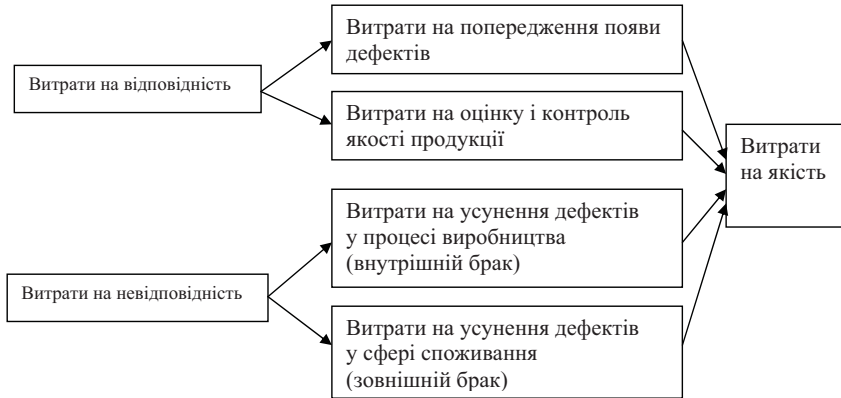 Витрати на попередження появи
дефектів
Витрати на відповідність
Витрати на оцінку і контроль
якості продукції
Витрати
на якість
Витрати на усунення дефектів
у процесі виробництва
(внутрішній брак)
Витрати на невідповідність
Витрати на усунення дефектів
у сфері споживання
(зовнішній брак)